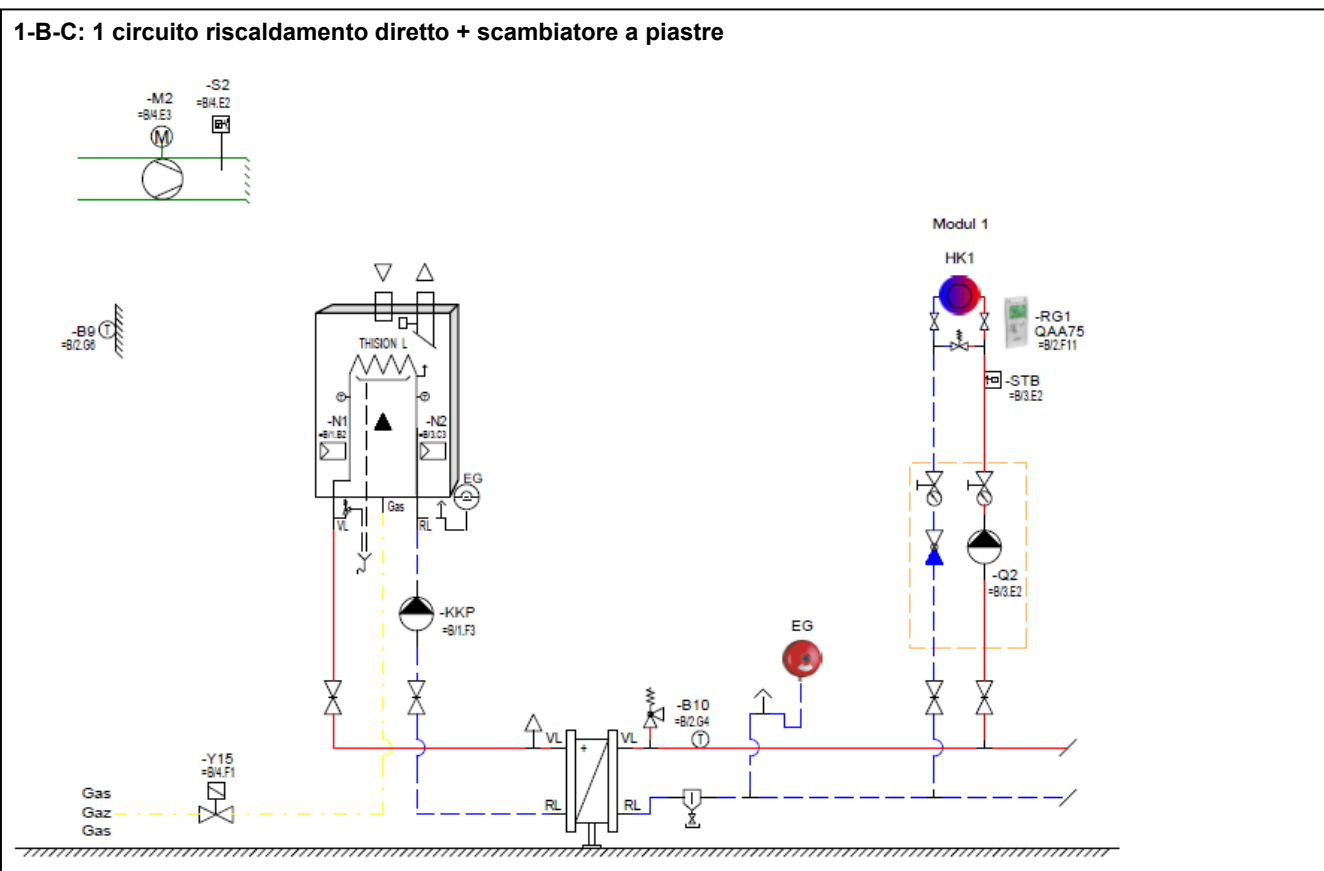 1-B-C: 1 circuito riscaldamento diretto + scambiatore a piastre
-S2
=B/4.E2
-M2
=B/4.E3
M
Modul 1
HK1
-RG1
QAA75
=B/2.F11
-B9
T
=B/2.G6
THISION L
-STB
=B/3.E2
-N1
=B/1.B2
-N2
=B/3.C3
EG
Gas
VL
RL
-Q2
=B/3.E2
-KKP
=B/1.F3
EG
-B10
=B/2.G4
T
VL
+
VL
-Y15
=B/4.F1
Gas
Gaz
Gas
RL
RL